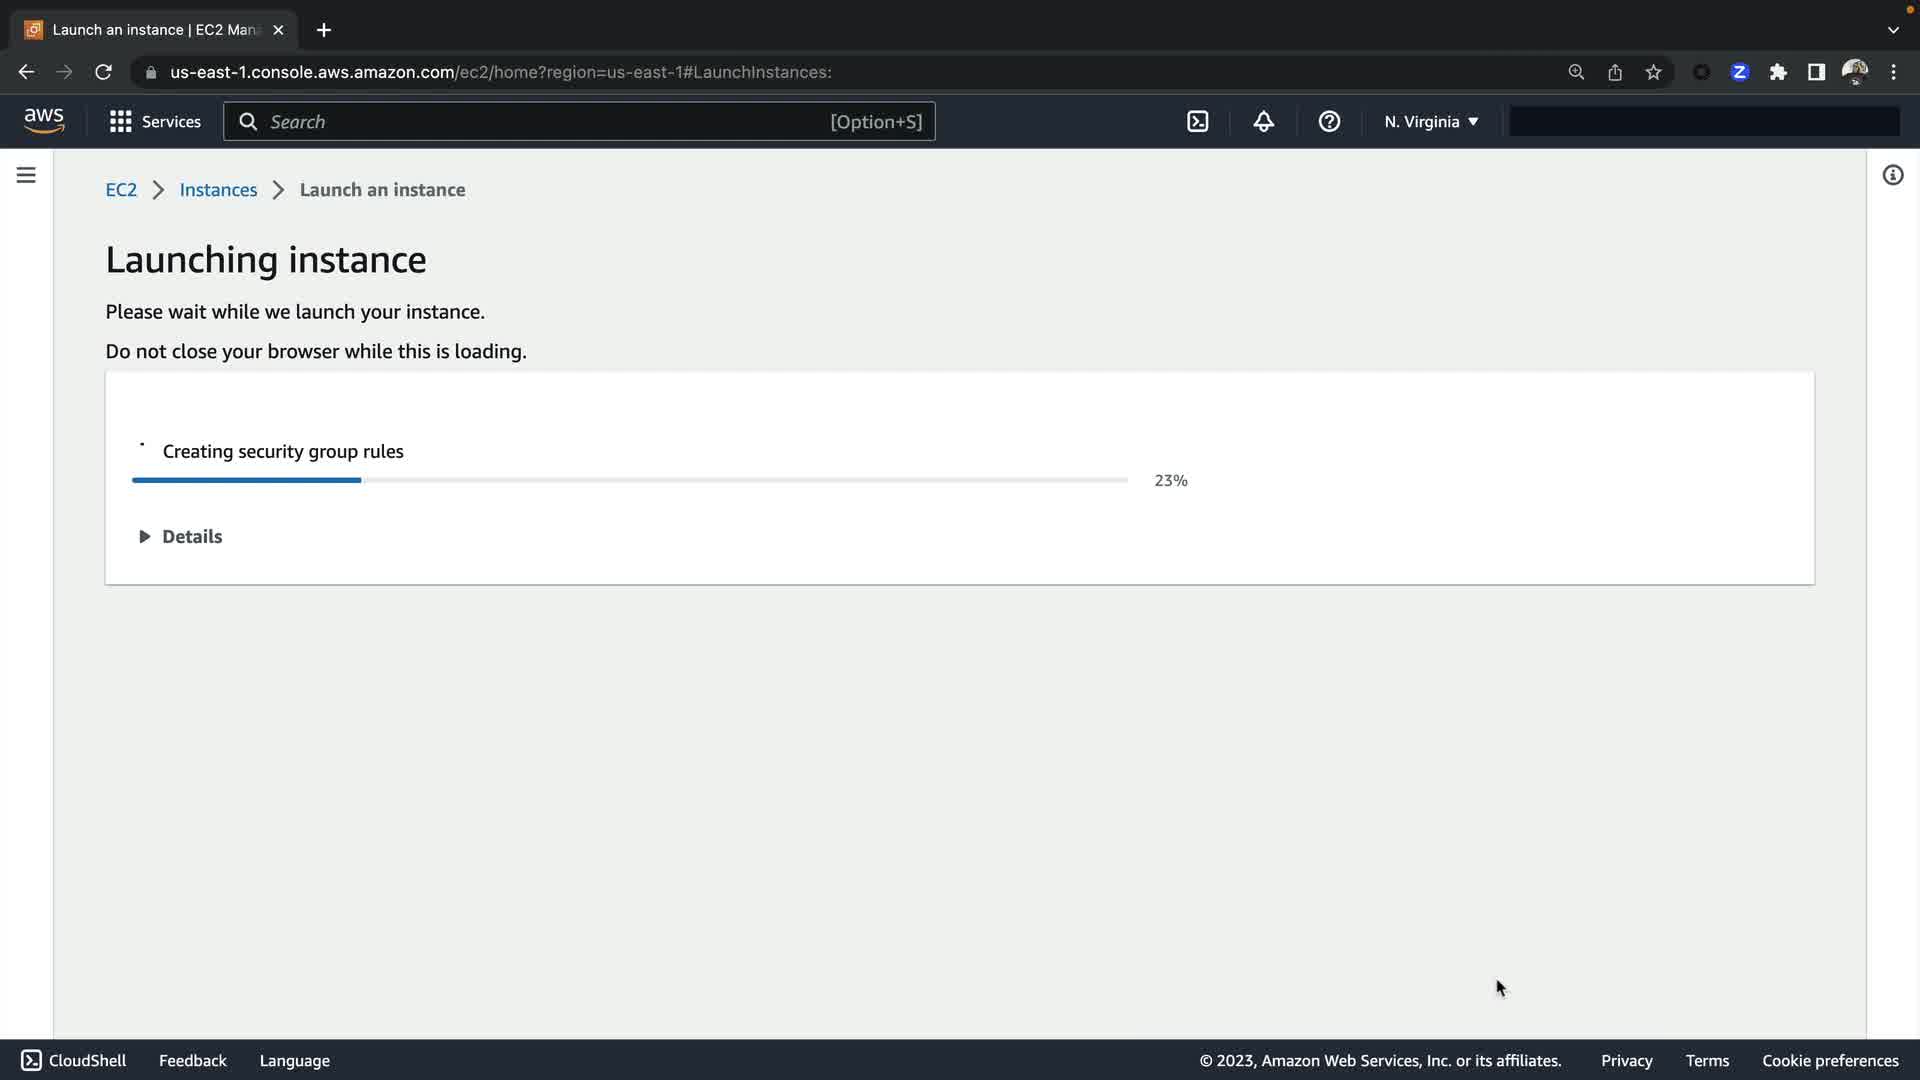 Launch an instance | EC2 Man
us-east-1.console.aws.amazon.com/ec2/home?region=us-east-1#LaunchInstances:
Z
aws
Services
Search
[Option+S]
N. Virginia
EC2
Instances
Launch an instance
Launching instance
Please wait while we launch your instance.
Do not close your browser while this is loading.
Creating security group rules
23%
Details
CloudShell
Feedback
Language
© 2023, Amazon Web Services, Inc. or its affiliates.
Privacy
Terms
Cookie preferences